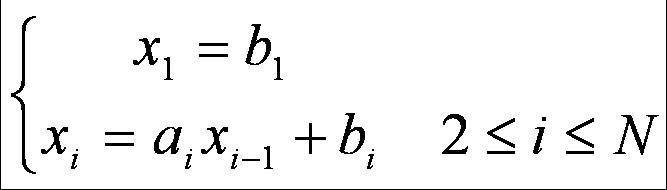 x₁ = b₁
xᵢ = aᵢxᵢ₋₁ + bᵢ 2 ≤ i ≤ N